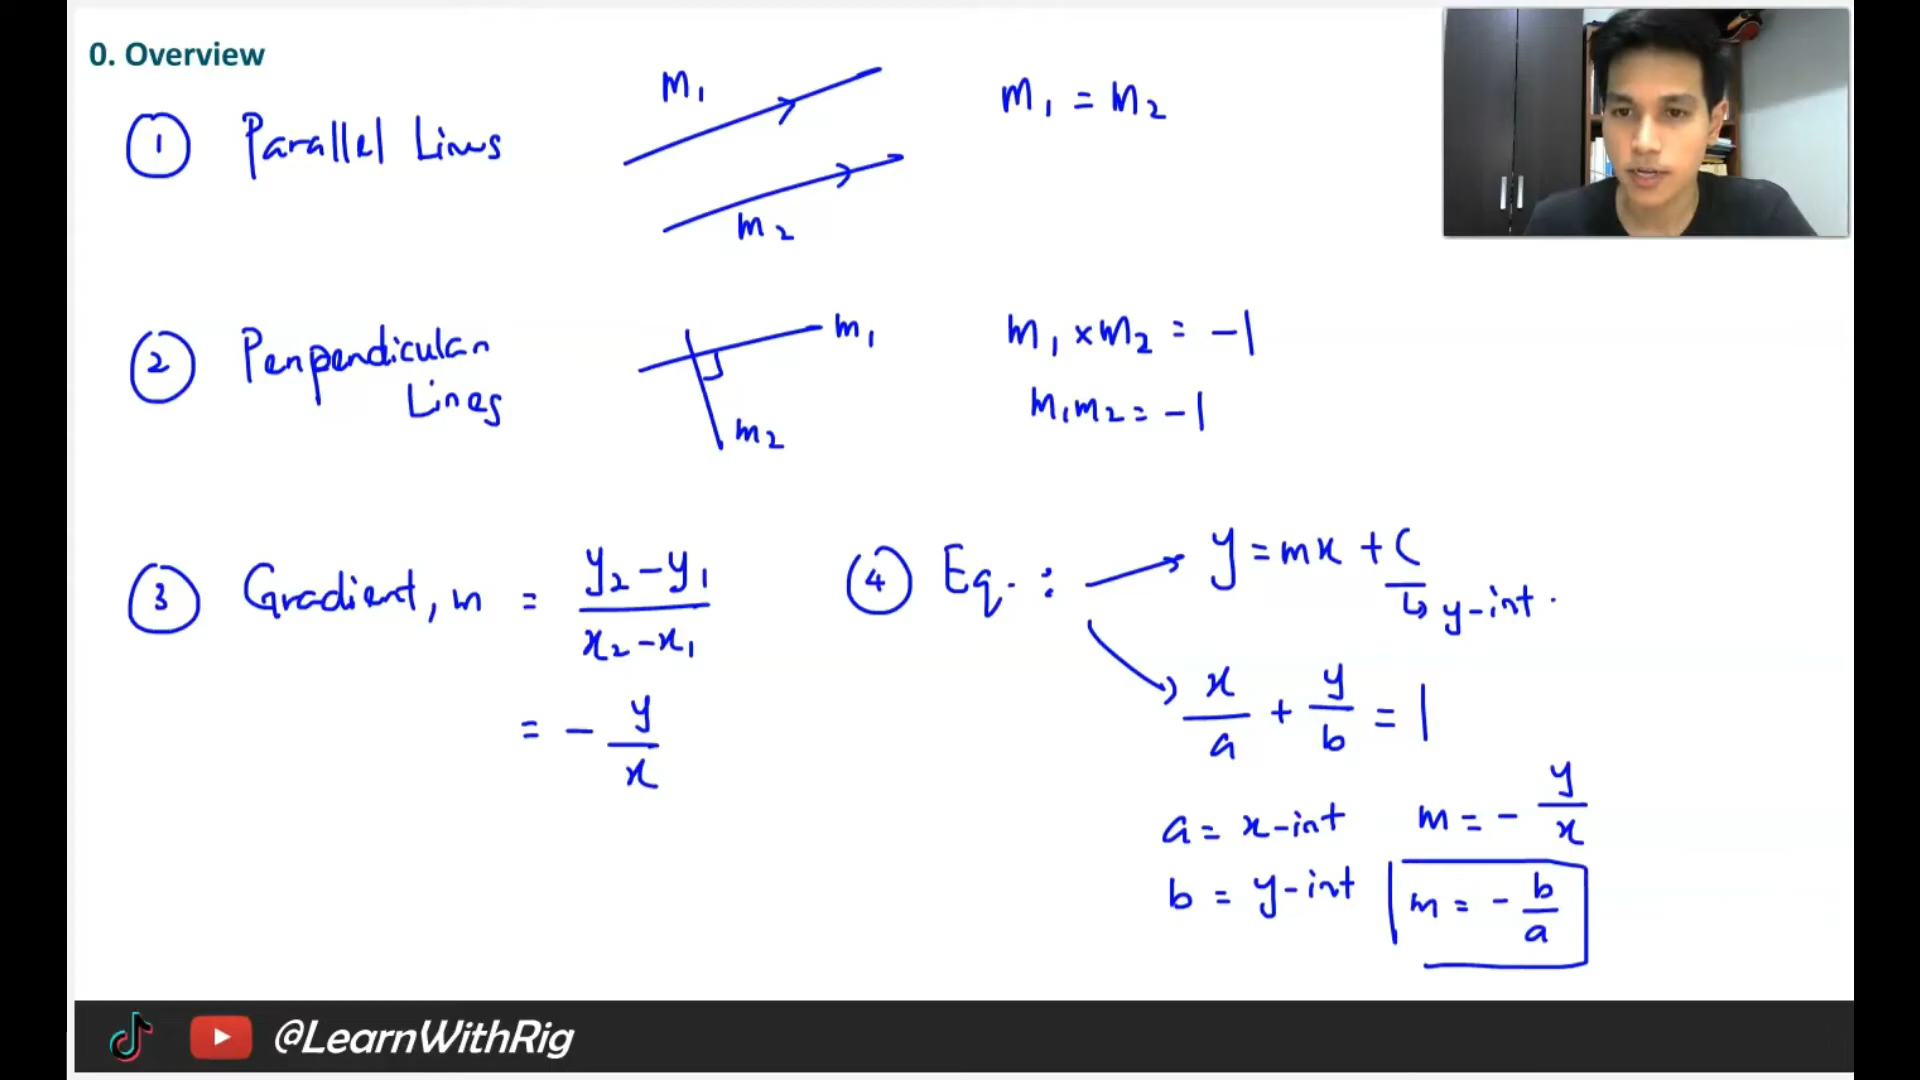 0. Overview
① Parallel Lines
m₁
m₂
m₁ = m₂
② Perpendicular
Lines
m₁
m₂
m₁ × m₂ = -1
m₁m₂ = -1
③ Gradient, m = (y₂ - y₁)/(x₂ - x₁)
= - y/x
④ Eq. :
y = mx + c
↳ y-int.
x/a + y/b = 1
a = x-int
b = y-int
m = - y/x
m = - b/a
@LearnWithRig